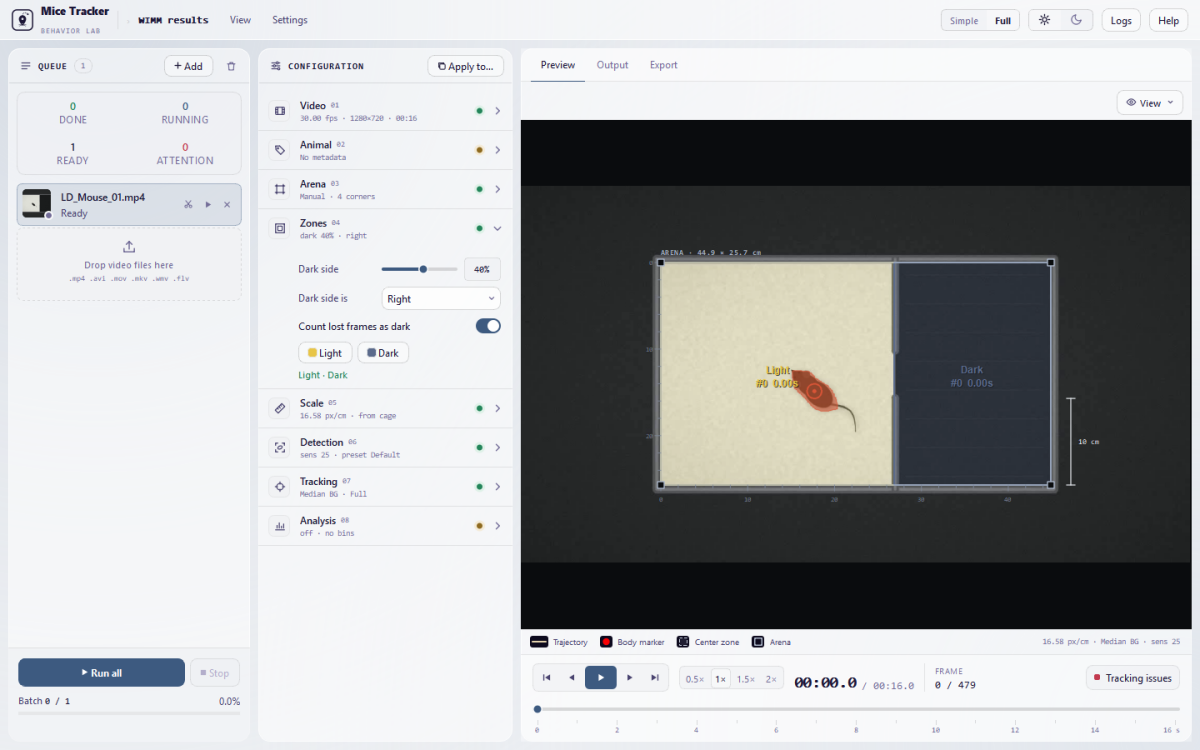 Mice Tracker
BEHAVIOR LAB
WIMM results
View
Settings
Simple
Full
Logs
Help
QUEUE 1
+ Add
0
DONE
0
RUNNING
1
READY
0
ATTENTION
LD_Mouse_01.mp4
Ready
Drop video files here
.mp4 .avi .mov .mkv .wmv .flv
Run all
Stop
Batch 0 / 1
0.0%
CONFIGURATION
Apply to...
Video 01
30.00 fps · 1280×720 · 00:16
Animal 02
No metadata
Arena 03
Manual · 4 corners
Zones 04
dark 40% · right
Dark side
40%
Dark side is
Right
Count lost frames as dark
Light
Dark
Light · Dark
Scale 05
16.58 px/cm · from cage
Detection 06
sens 25 · preset Default
Tracking 07
Median BG · Full
Analysis 08
off · no bins
Preview
Output
Export
View
ARENA · 44.9 × 25.7 cm
0
10
20
Light
#0 0.00s
Dark
#0 0.00s
10 cm
0
10
20
30
40
Trajectory
Body marker
Center zone
Arena
16.58 px/cm · Median BG · sens 25
0.5×
1×
1.5×
2×
00:00.0 / 00:16.0
FRAME
0 / 479
Tracking issues
0
2
4
6
8
10
12
14
16 s